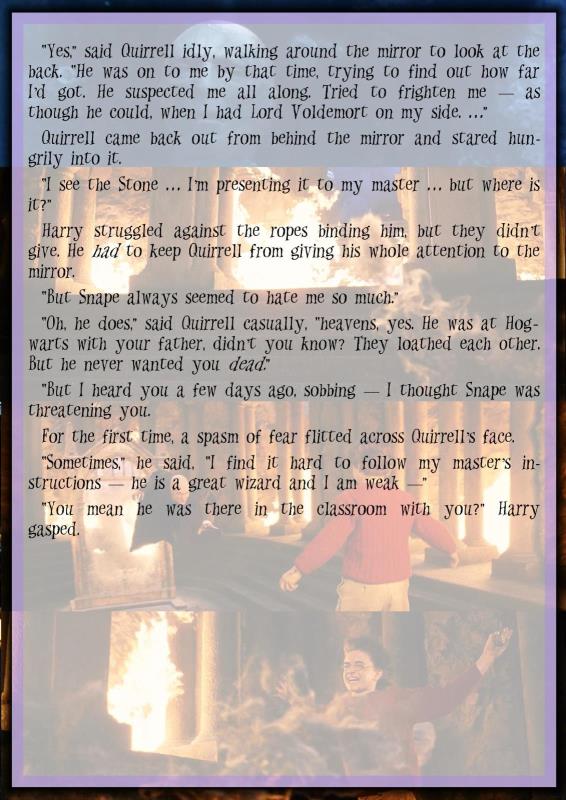 "Yes," said Quirrell idly, walking around the mirror to look at the
back. "He was on to me by that time, trying to find out how far
I'd got. He suspected me all along. Tried to frighten me — as
though he could, when I had Lord Voldemort on my side. ..."
Quirrell came back out from behind the mirror and stared hun-
grily into it.
"I see the Stone ... I'm presenting it to my master ... but where is
it?"
Harry struggled against the ropes binding him, but they didn't
give. He had to keep Quirrell from giving his whole attention to the
mirror.
"But Snape always seemed to hate me so much."
"Oh, he does," said Quirrell casually, "heavens, yes. He was at Hog-
warts with your father, didn't you know? They loathed each other.
But he never wanted you dead."
"But I heard you a few days ago, sobbing — I thought Snape was
threatening you.
For the first time, a spasm of fear flitted across Quirrell's face.
"Sometimes," he said, "I find it hard to follow my master's in-
structions — he is a great wizard and I am weak —"
"You mean he was there in the classroom with you?" Harry
gasped.